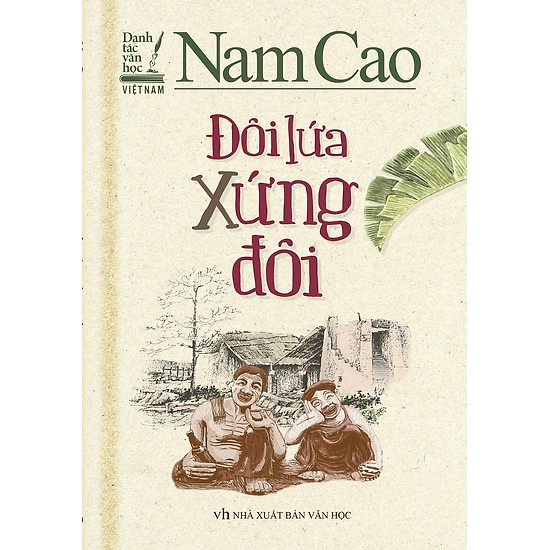 Danh
tác
văn
học
VIỆT NAM
Nam Cao
Đôi lứa
Xứng
đôi
vh NHÀ XUẤT BẢN VĂN HỌC